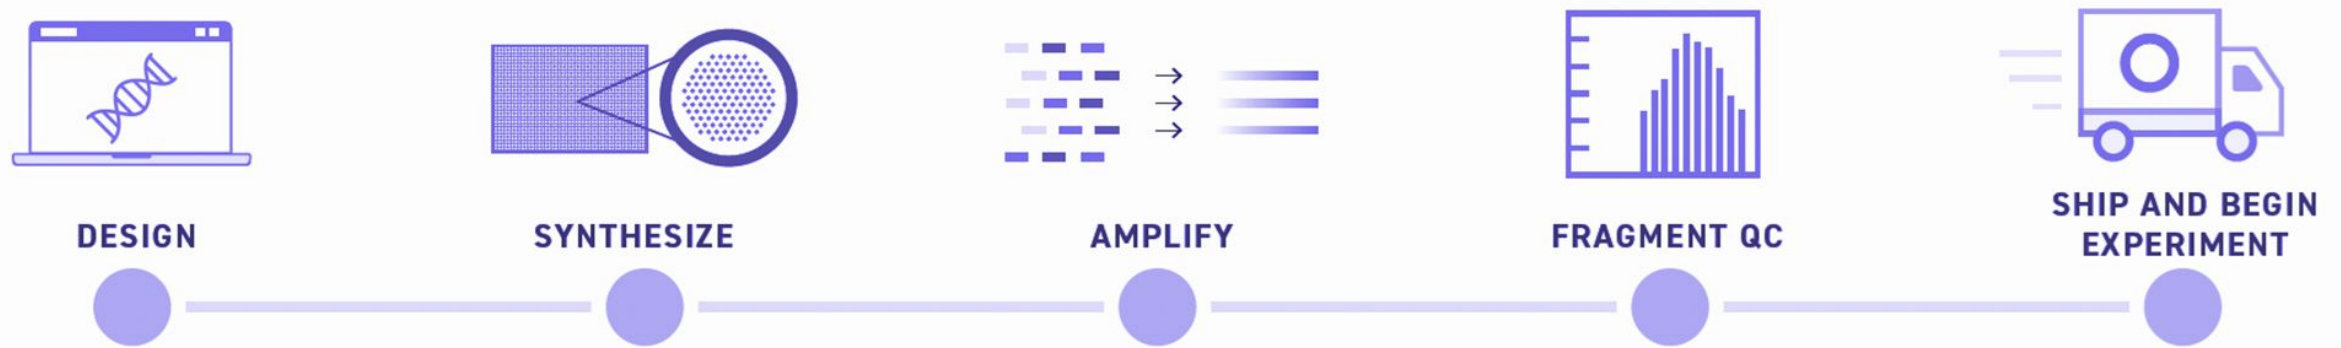 DESIGN
SYNTHESIZE
AMPLIFY
FRAGMENT QC
SHIP AND BEGIN
EXPERIMENT